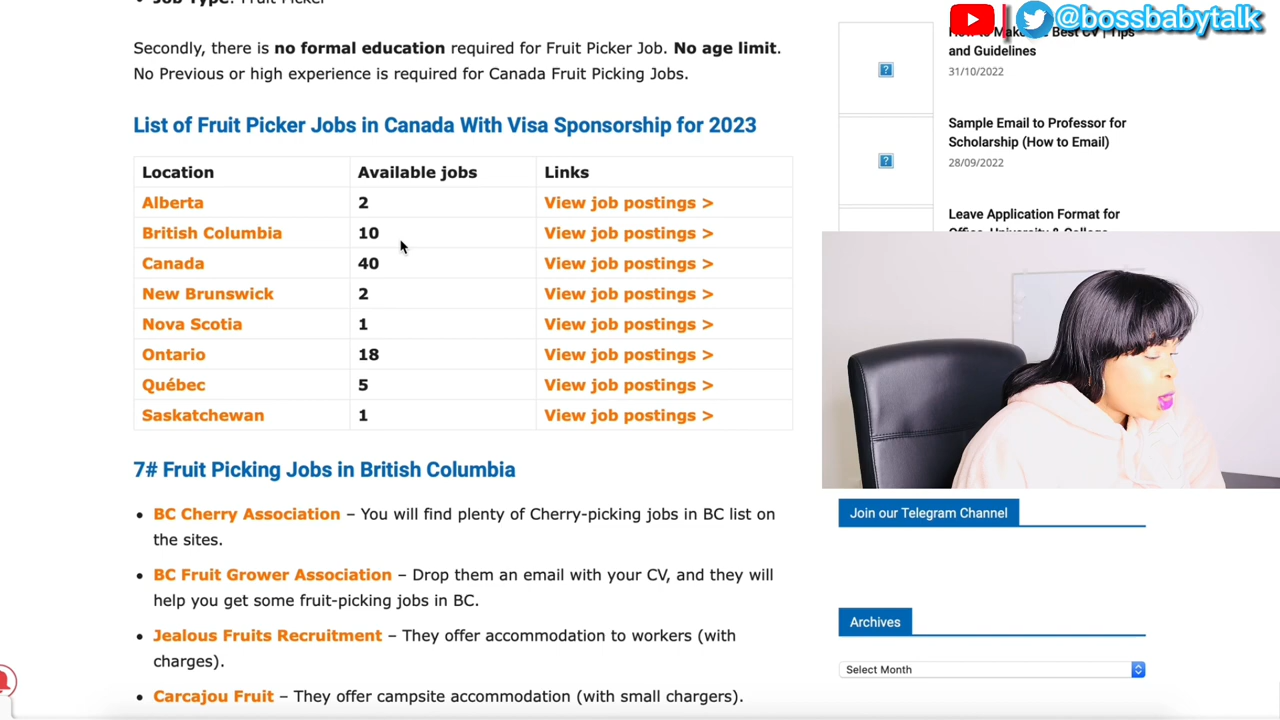 Job Type: Fruit Picker
@bossbabytalk
Secondly, there is no formal education required for Fruit Picker Job. No age limit.
No Previous or high experience is required for Canada Fruit Picking Jobs.
List of Fruit Picker Jobs in Canada With Visa Sponsorship for 2023
Location Available jobs Links
Alberta 2 View job postings >
British Columbia 10 View job postings >
Canada 40 View job postings >
New Brunswick 2 View job postings >
Nova Scotia 1 View job postings >
Ontario 18 View job postings >
Québec 5 View job postings >
Saskatchewan 1 View job postings >
7# Fruit Picking Jobs in British Columbia
• BC Cherry Association – You will find plenty of Cherry-picking jobs in BC list on
the sites.
• BC Fruit Grower Association – Drop them an email with your CV, and they will
help you get some fruit-picking jobs in BC.
• Jealous Fruits Recruitment – They offer accommodation to workers (with
charges).
• Carcajou Fruit – They offer campsite accommodation (with small chargers).
Best CV | Tips
and Guidelines
31/10/2022
Sample Email to Professor for
Scholarship (How to Email)
28/09/2022
Leave Application Format for
Join our Telegram Channel
Archives
Select Month